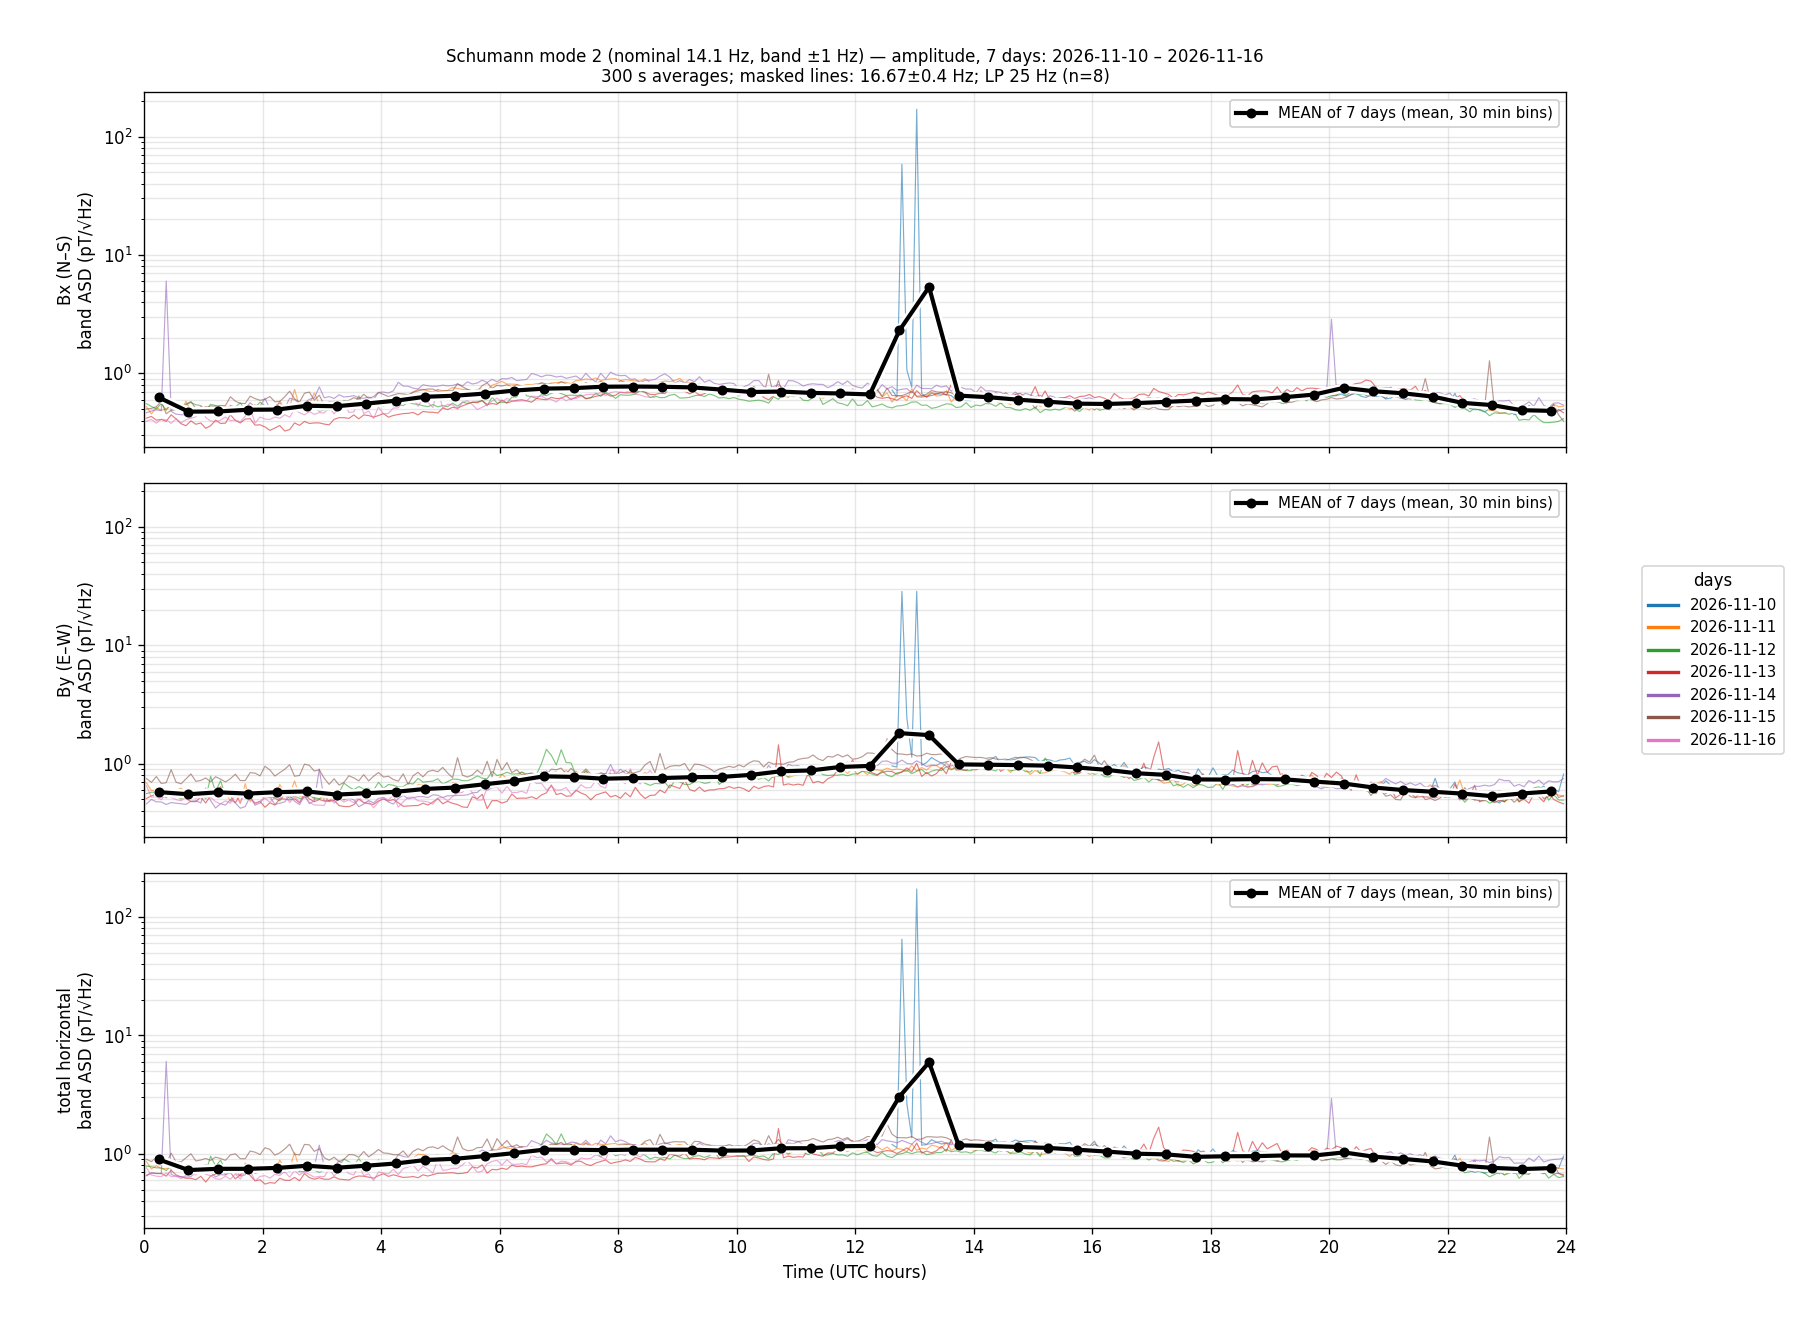 Schumann mode 2 (nominal 14.1 Hz, band ±1 Hz) — amplitude, 7 days: 2026-11-10 – 2026-11-16
300 s averages; masked lines: 16.67±0.4 Hz; LP 25 Hz (n=8)
Bx (N–S)
band ASD (pT/√Hz)
10²
10¹
10⁰
MEAN of 7 days (mean, 30 min bins)
By (E–W)
band ASD (pT/√Hz)
10²
10¹
10⁰
MEAN of 7 days (mean, 30 min bins)
total horizontal
band ASD (pT/√Hz)
10²
10¹
10⁰
MEAN of 7 days (mean, 30 min bins)
0 2 4 6 8 10 12 14 16 18 20 22 24
Time (UTC hours)
days
2026-11-10
2026-11-11
2026-11-12
2026-11-13
2026-11-14
2026-11-15
2026-11-16